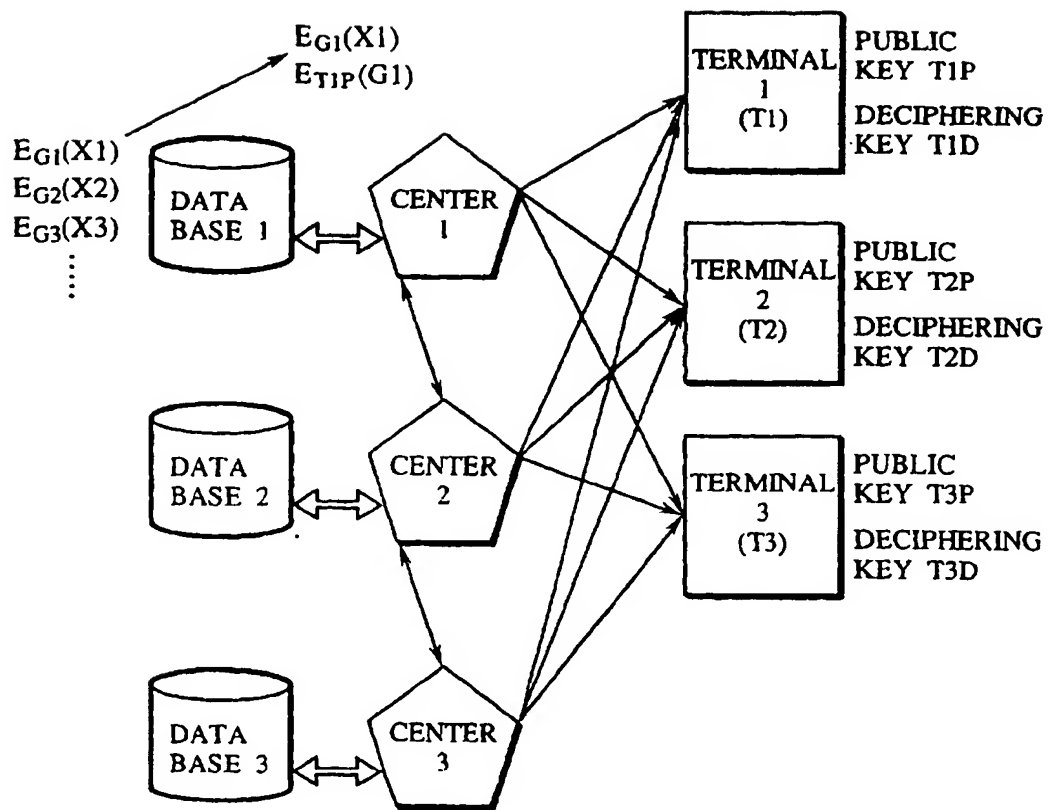 E_G1(X1)
E_T1P(G1)
E_G1(X1)
E_G2(X2)
E_G3(X3)
DATA
BASE 1
CENTER
1
TERMINAL
1
(T1)
PUBLIC
KEY T1P
DECIPHERING
KEY T1D
TERMINAL
2
(T2)
PUBLIC
KEY T2P
DECIPHERING
KEY T2D
DATA
BASE 2
CENTER
2
TERMINAL
3
(T3)
PUBLIC
KEY T3P
DECIPHERING
KEY T3D
DATA
BASE 3
CENTER
3